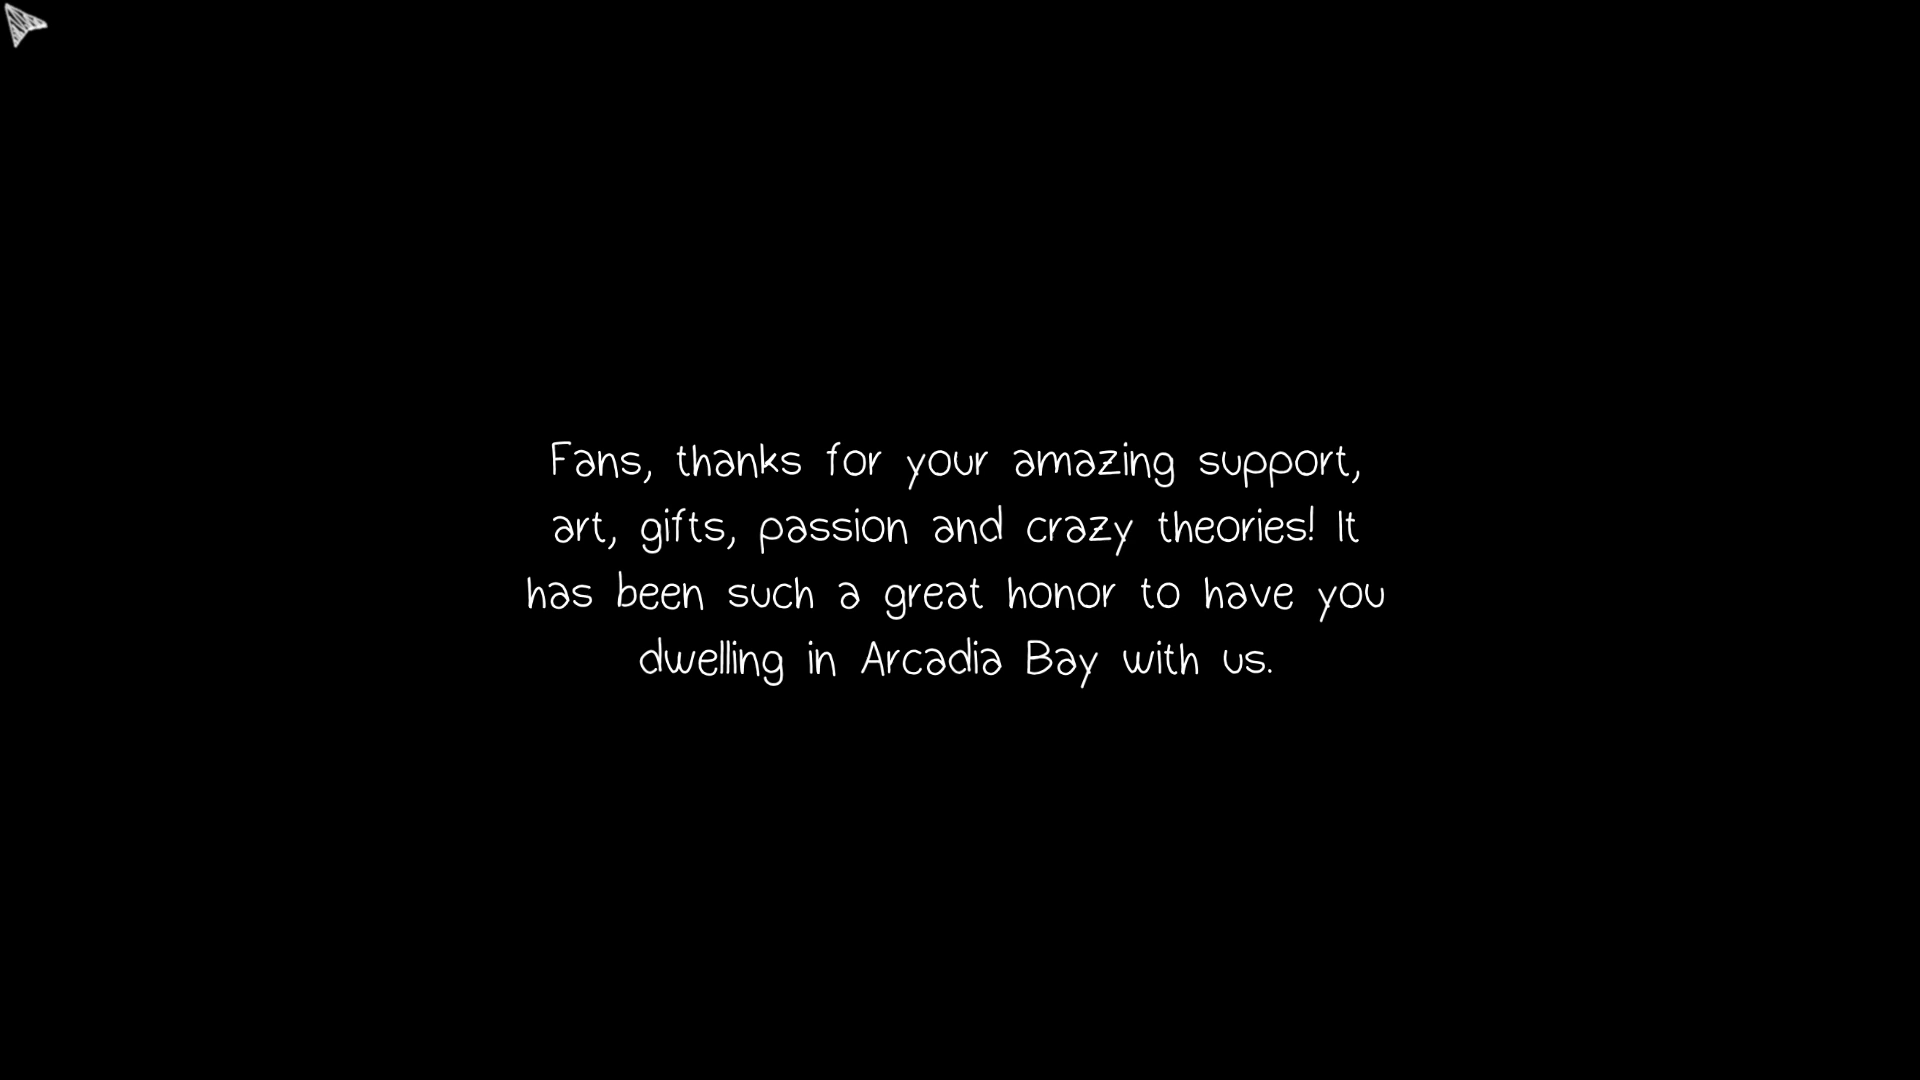 Fans, thanks for your amazing support,
art, gifts, passion and crazy theories! It
has been such a great honor to have you
dwelling in Arcadia Bay with us.